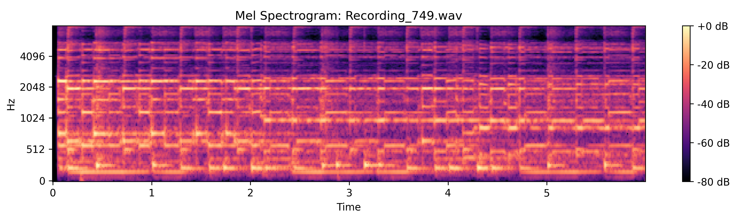 Mel Spectrogram: Recording_749.wav
+0 dB
4096
-20 dB
2048
Hz
-40 dB
1024
-60 dB
512
0
-80 dB
0 1 2 3 4 5
Time